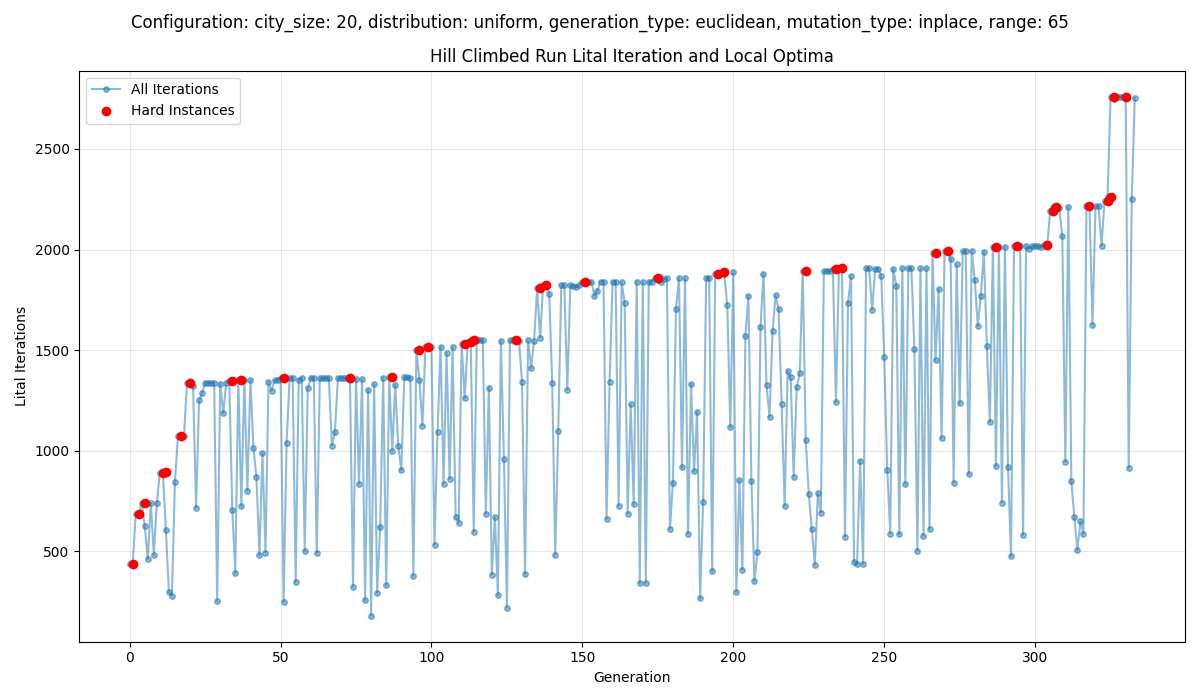 Configuration: city_size: 20, distribution: uniform, generation_type: euclidean, mutation_type: inplace, range: 65
Hill Climbed Run Lital Iteration and Local Optima
All Iterations
Hard Instances
Lital Iterations
2500
2000
1500
1000
500
0 50 100 150 200 250 300
Generation